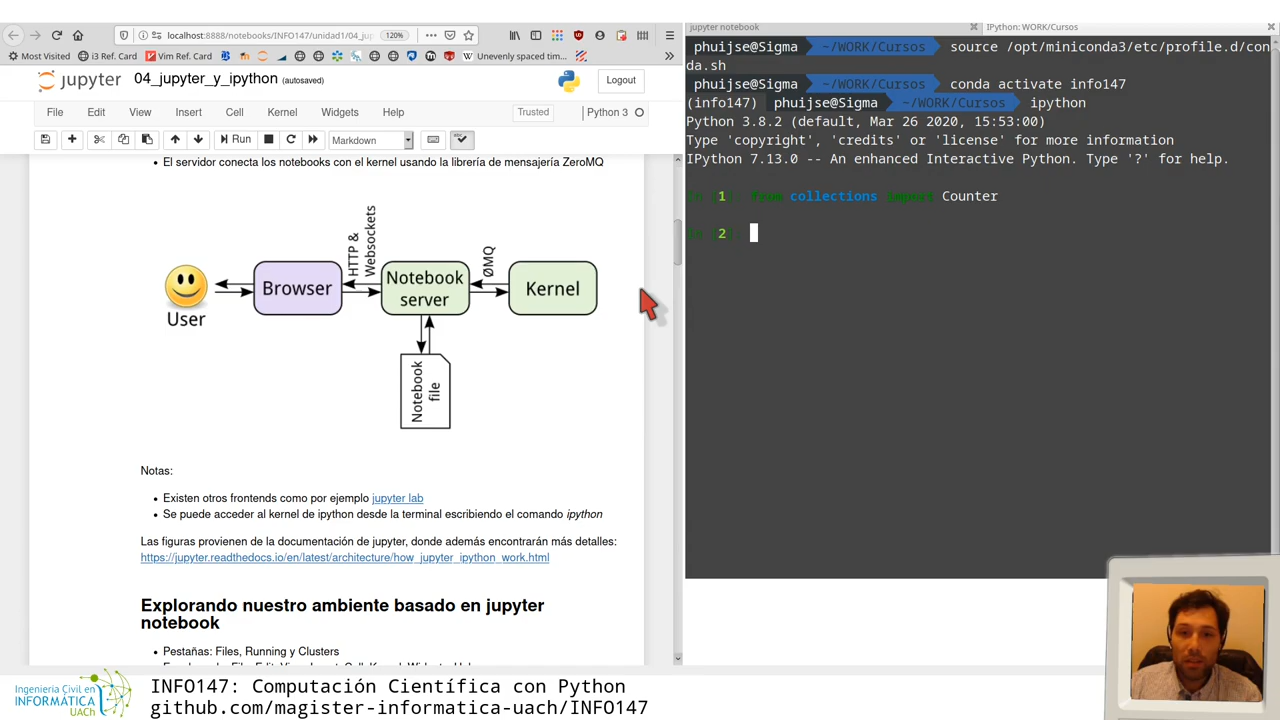 localhost:8888/notebooks/INFO147/unidad1/04_ju
120%
Most Visited
i3 Ref. Card
Vim Ref. Card
Unevenly spaced tim...
jupyter
04_jupyter_y_ipython
(autosaved)
Logout
File
Edit
View
Insert
Cell
Kernel
Widgets
Help
Trusted
Python 3
Run
Markdown
El servidor conecta los notebooks con el kernel usando la librería de mensajería ZeroMQ
User
Browser
HTTP &
Websockets
Notebook
server
ØMQ
Kernel
Notebook
file
Notas:
Existen otros frontends como por ejemplo jupyter lab
Se puede acceder al kernel de ipython desde la terminal escribiendo el comando ipython
Las figuras provienen de la documentación de jupyter, donde además encontrarán más detalles:
https://jupyter.readthedocs.io/en/latest/architecture/how_jupyter_ipython_work.html
Explorando nuestro ambiente basado en jupyter
notebook
Pestañas: Files, Running y Clusters
jupyter notebook
IPython: WORK/Cursos
phuijse@Sigma ~/WORK/Cursos source /opt/miniconda3/etc/profile.d/con
da.sh
phuijse@Sigma ~/WORK/Cursos conda activate info147
(info147) phuijse@Sigma ~/WORK/Cursos ipython
Python 3.8.2 (default, Mar 26 2020, 15:53:00)
Type 'copyright', 'credits' or 'license' for more information
IPython 7.13.0 -- An enhanced Interactive Python. Type '?' for help.
In [1]: from collections import Counter
In [2]:
Ingeniería Civil en
INFORMÁTICA
UACh
INFO147: Computación Científica con Python
github.com/magister-informatica-uach/INFO147